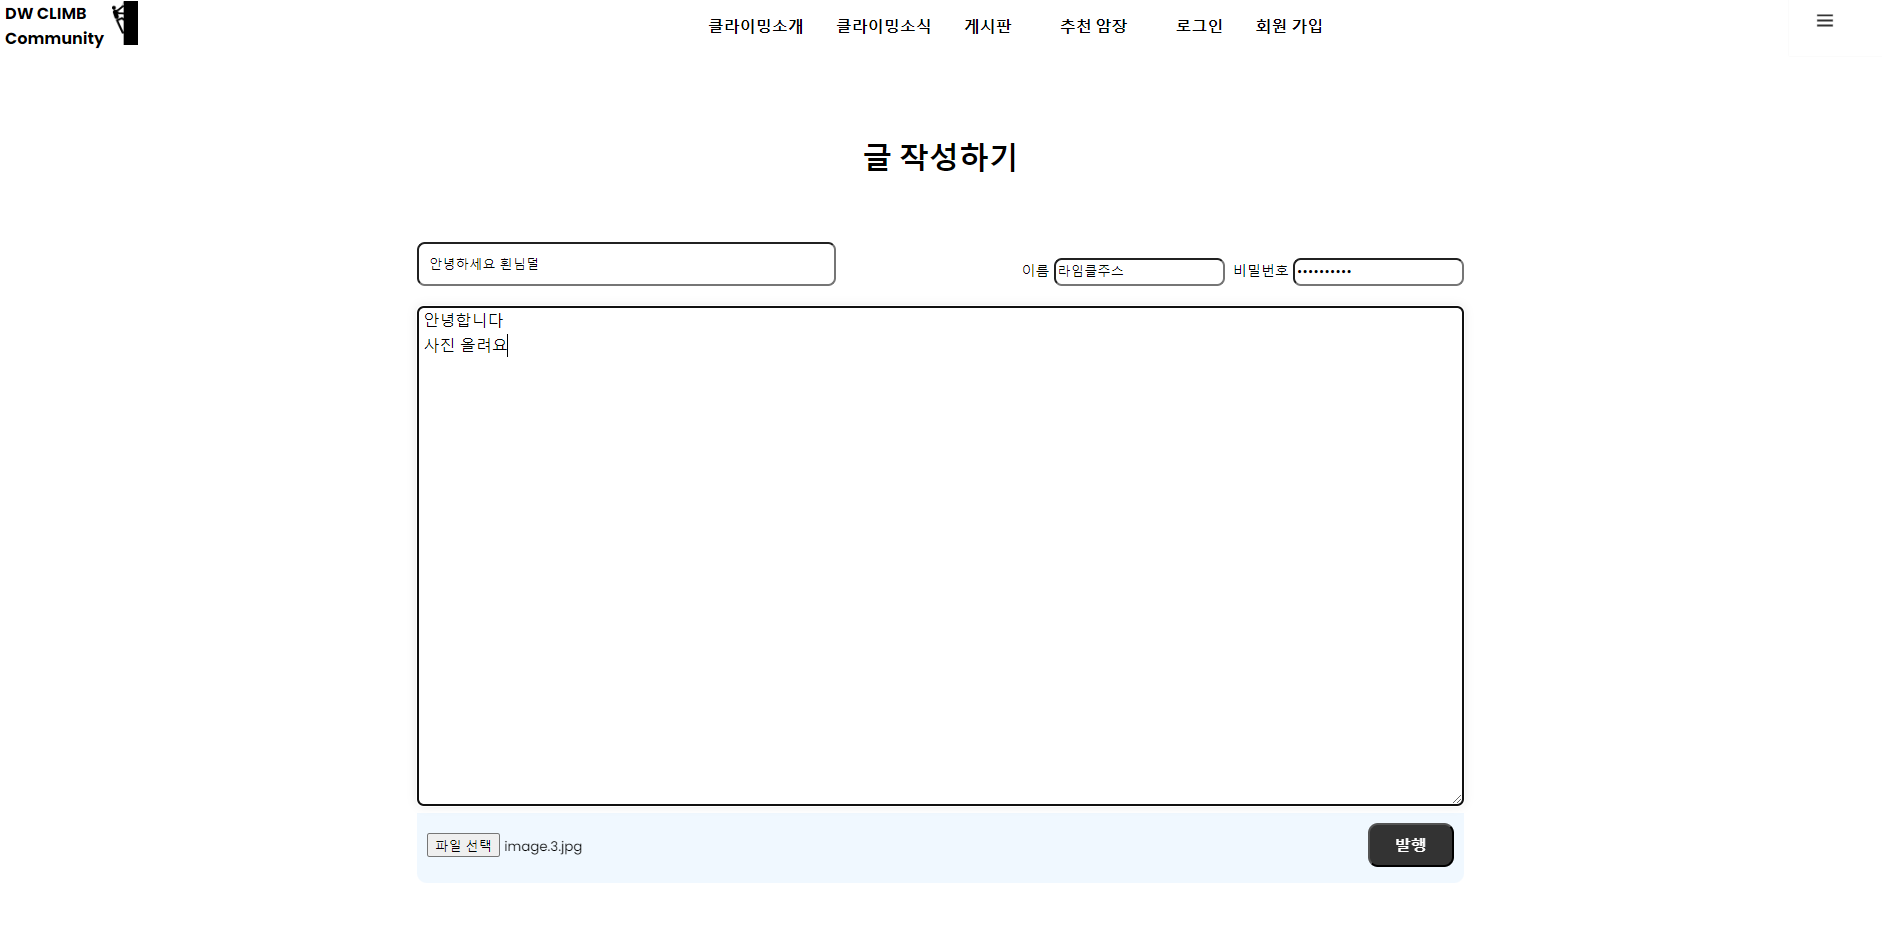 DW CLIMB
Community
클라이밍소개 클라이밍소식 게시판 추천 암장 로그인 회원 가입
글 작성하기
안녕하세요 횐님덜
이름 라임쿨주스 비밀번호 ••••••••••
안녕합니다
사진 올려요
파일 선택 image.3.jpg
발행